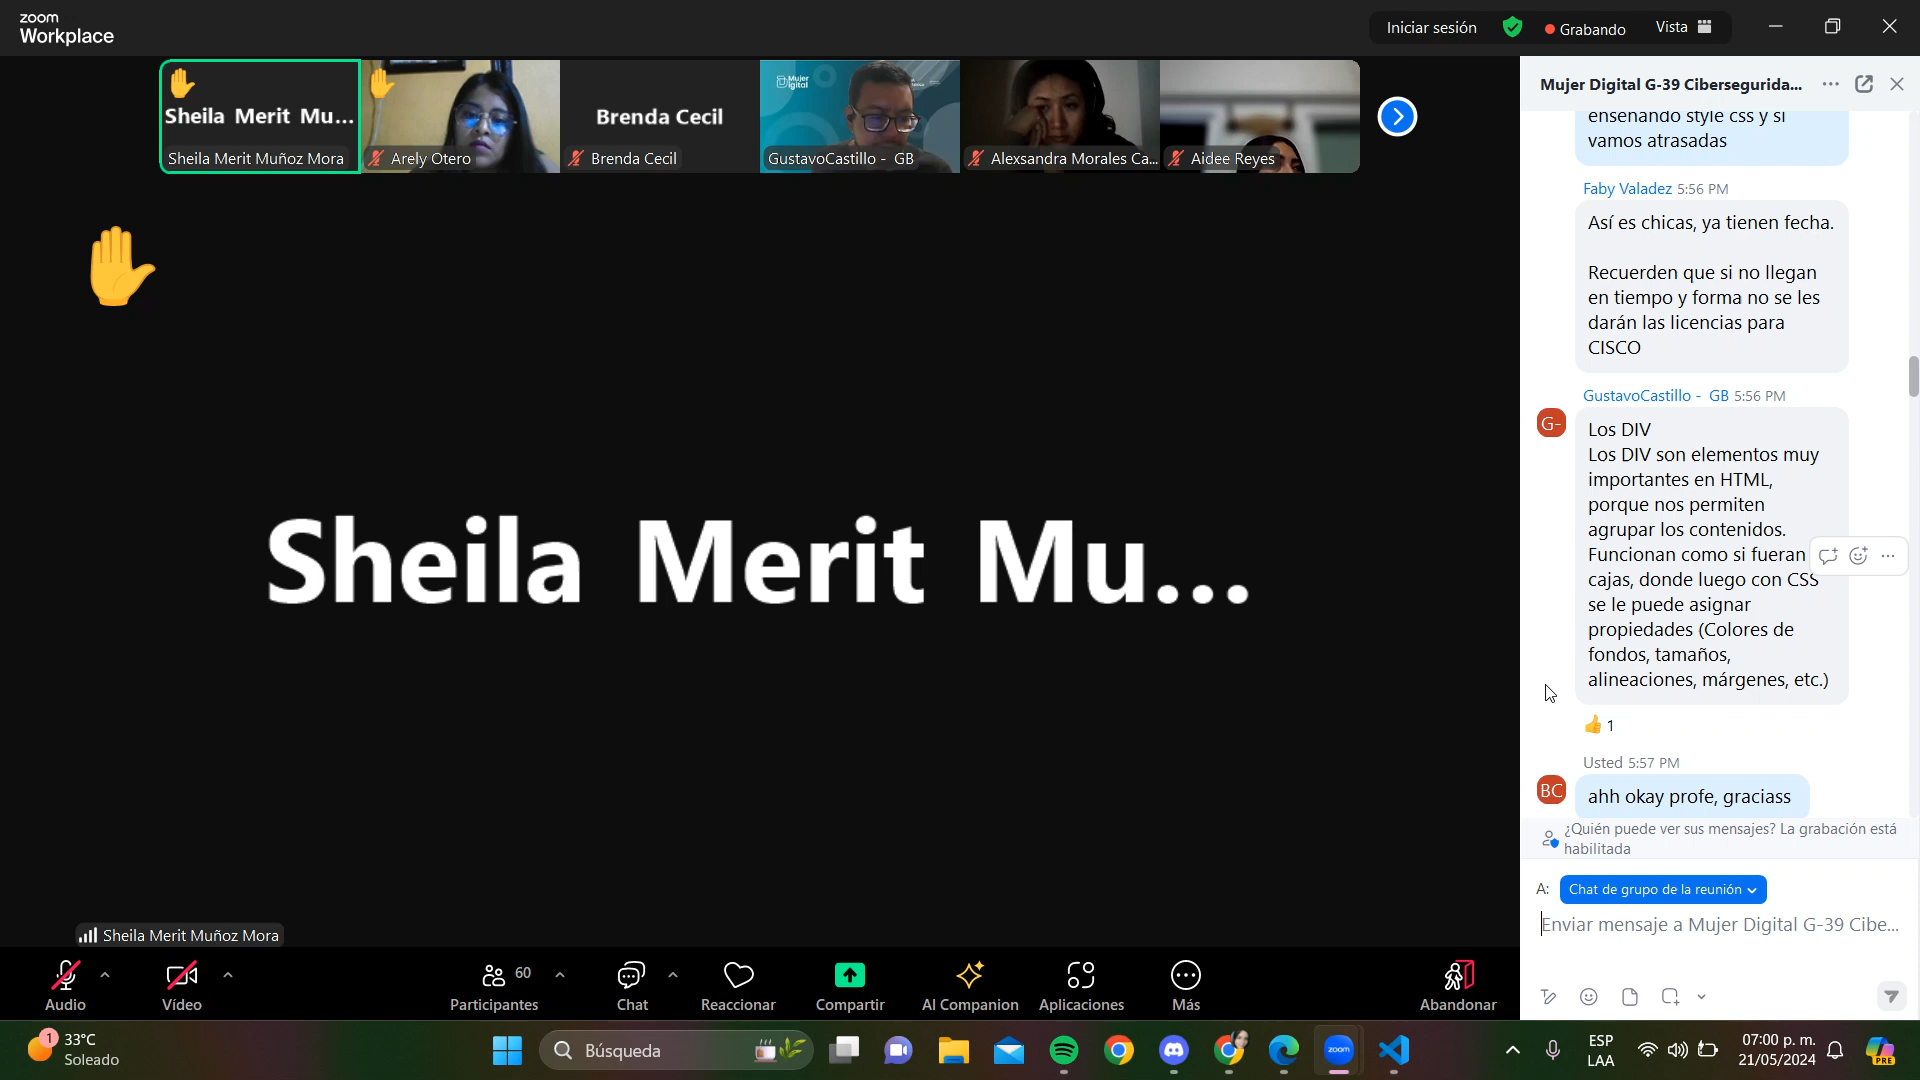 zoom
Workplace
Iniciar sesión
Grabando
Vista
Sheila Merit Mu...
Sheila Merit Muñoz Mora
Arely Otero
Brenda Cecil
Brenda Cecil
Mujer
Digital
GustavoCastillo - GB
Alexsandra Morales Ca...
Aidee Reyes
Mujer Digital G-39 Cibersegurida...
enseñando style css y si
vamos atrasadas
Faby Valadez 5:56 PM
Así es chicas, ya tienen fecha.
Recuerden que si no llegan
en tiempo y forma no se les
darán las licencias para
CISCO
GustavoCastillo - GB 5:56 PM
G-
Los DIV
Los DIV son elementos muy
importantes en HTML,
porque nos permiten
agrupar los contenidos.
Funcionan como si fueran
cajas, donde luego con CSS
se le puede asignar
propiedades (Colores de
fondos, tamaños,
alineaciones, márgenes, etc.)
👍 1
Usted 5:57 PM
BC
ahh okay profe, graciass
¿Quién puede ver sus mensajes? La grabación está
habilitada
A: Chat de grupo de la reunión
Enviar mensaje a Mujer Digital G-39 Cibe...
Sheila Merit Mu...
Sheila Merit Muñoz Mora
Audio
Vídeo
60
Participantes
Chat
Reaccionar
Compartir
AI Companion
Aplicaciones
Más
Abandonar
1
33°C
Soleado
Búsqueda
zoom
ESP
LAA
07:00 p. m.
21/05/2024
PRE